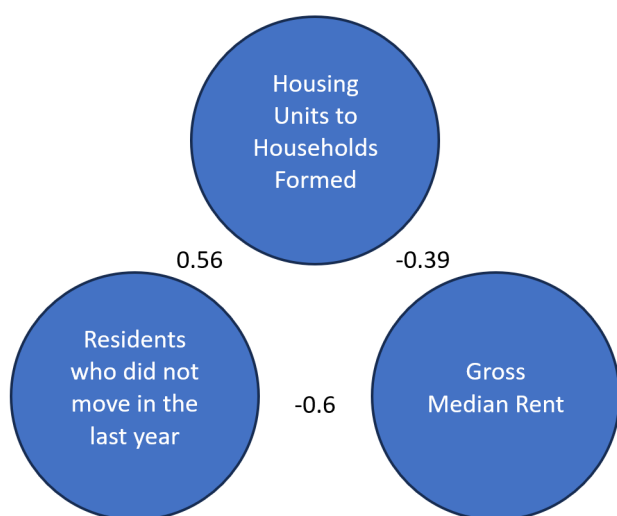 Housing
Units to
Households
Formed
0.56
-0.39
Residents
who did not
move in the
last year
-0.6
Gross
Median Rent